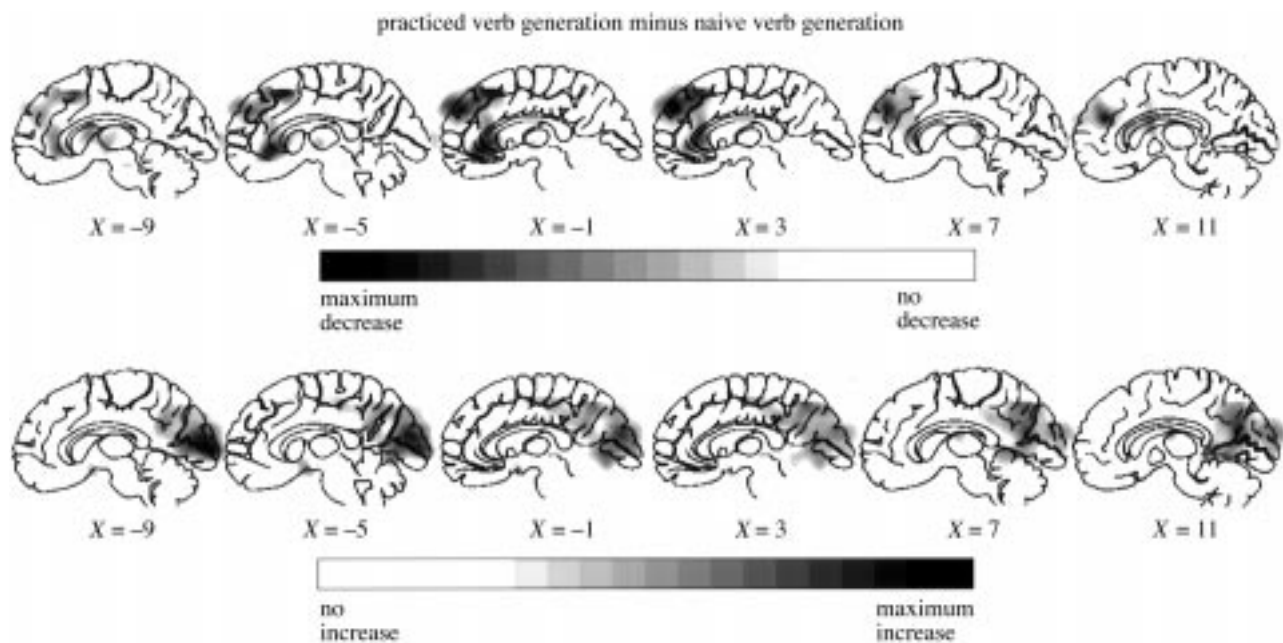 practiced verb generation minus naive verb generation
X = –9 X = –5 X = –1 X = 3 X = 7 X = 11
maximum decrease
no decrease
X = –9 X = –5 X = –1 X = 3 X = 7 X = 11
no increase
maximum increase